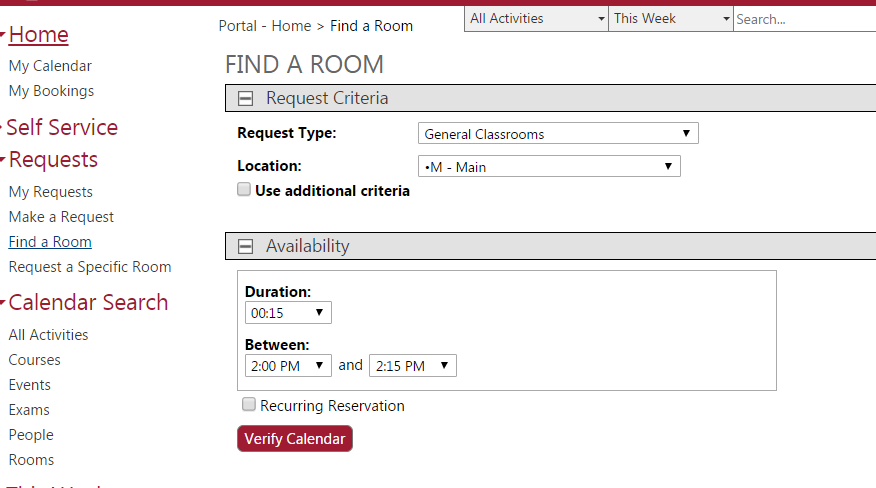 Home
My Calendar
My Bookings
Self Service
Requests
My Requests
Make a Request
Find a Room
Request a Specific Room
Calendar Search
All Activities
Courses
Events
Exams
People
Rooms
Portal - Home > Find a Room
All Activities
This Week
Search...
FIND A ROOM
Request Criteria
Request Type: General Classrooms
Location: •M - Main
Use additional criteria
Availability
Duration:
00:15
Between:
2:00 PM and 2:15 PM
Recurring Reservation
Verify Calendar